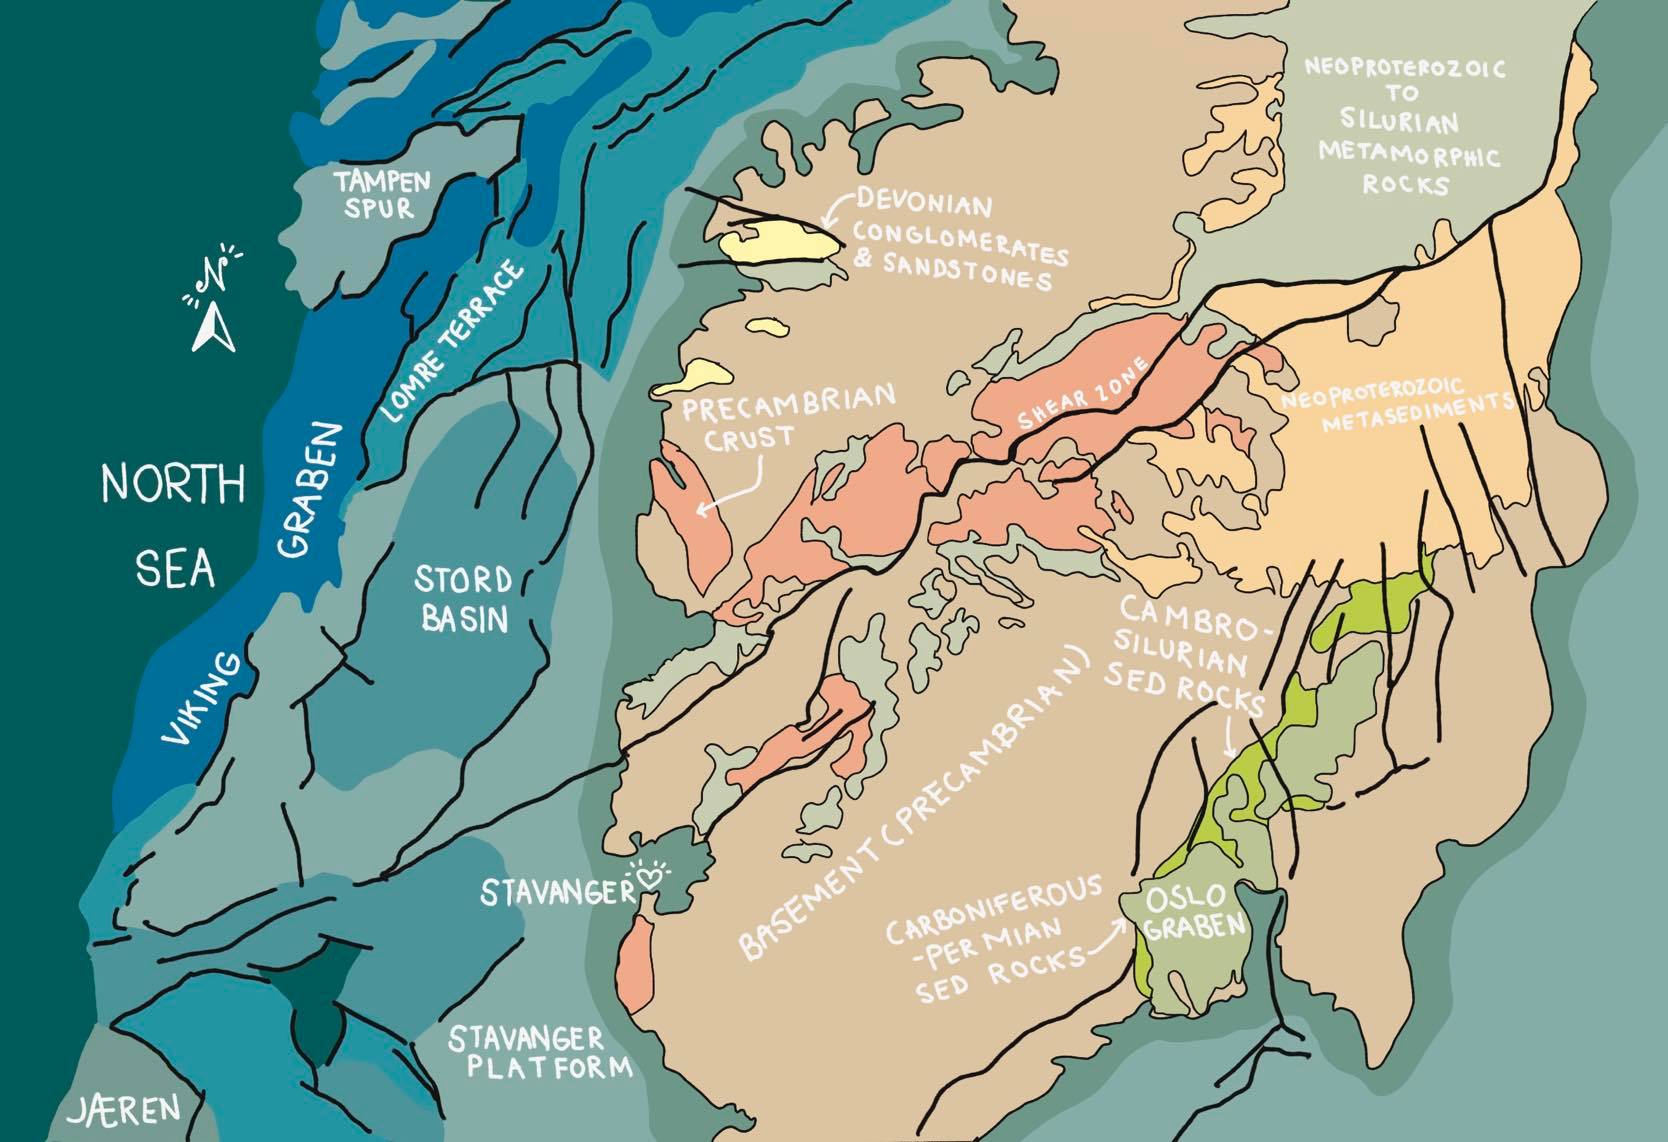 NEOPROTEROZOIC
TO
SILURIAN
METAMORPHIC
ROCKS
TAMPEN
SPUR
DEVONIAN
CONGLOMERATES
& SANDSTONES
N
LOMRE TERRACE
SHEAR ZONE
PRECAMBRIAN
CRUST
NEOPROTEROZOIC
METASEDIMENTS
NORTH
SEA
VIKING GRABEN
STORD
BASIN
CAMBRO-
SILURIAN
SED ROCKS
BASEMENT (PRECAMBRIAN)
STAVANGER
CARBONIFEROUS
-PERMIAN
SED ROCKS
OSLO
GRABEN
STAVANGER
PLATFORM
JÆREN